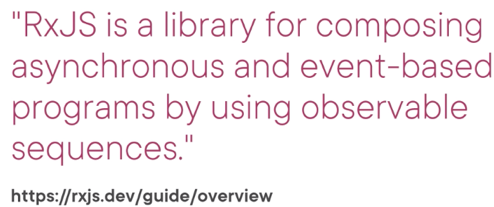 "RxJS is a library for composing
asynchronous and event-based
programs by using observable
sequences."
https://rxjs.dev/guide/overview